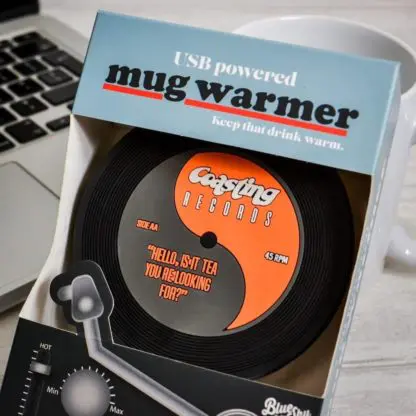 USB powered
mug warmer
Keep that drink warm.
Coasting
RECORDS
SIDE AA
45 RPM
"HELLO, IS IT TEA
YOU'RE LOOKING
FOR?"
HOT
Min
Max